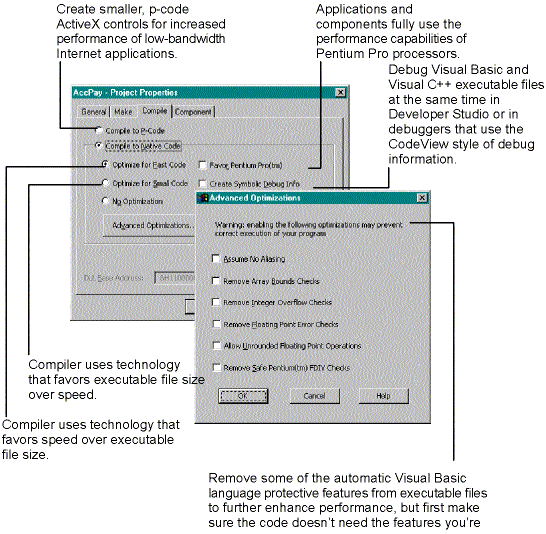 Create smaller, p-code
ActiveX controls for increased
performance of low-bandwidth
Internet applications.
Applications and
components fully use the
performance capabilities of
Pentium Pro processors.
Debug Visual Basic and
Visual C++ executable files
at the same time in
Developer Studio or in
debuggers that use the
CodeView style of debug
information.
AccPay - Project Properties
General Make Compile Component
Compile to P-Code
Compile to Native Code
Optimize for Fast Code
Favor Pentium Pro(tm)
Optimize for Small Code
Create Symbolic Debug Info
No Optimization
Advanced Optimizations...
DLL Base Address:
&H1100000
Advanced Optimizations
Warning: enabling the following optimizations may prevent
correct execution of your program
Assume No Aliasing
Remove Array Bounds Checks
Remove Integer Overflow Checks
Remove Floating Point Error Checks
Allow Unrounded Floating Point Operations
Remove Safe Pentium(tm) FDIV Checks
OK Cancel Help
Compiler uses technology
that favors executable file size
over speed.
Compiler uses technology that
favors speed over executable
file size.
Remove some of the automatic Visual Basic
language protective features from executable files
to further enhance performance, but first make
sure the code doesn't need the features you're